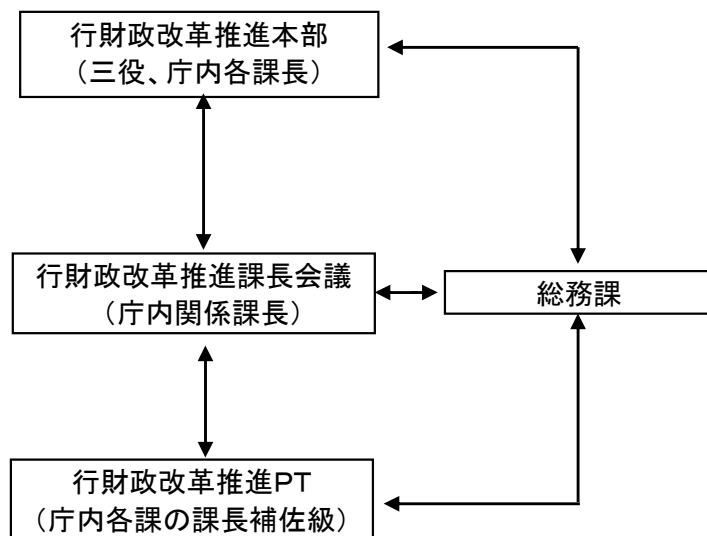 行財政改革推進本部
（三役、庁内各課長）
行財政改革推進課長会議
（庁内関係課長）
総務課
行財政改革推進PT
（庁内各課の課長補佐級）